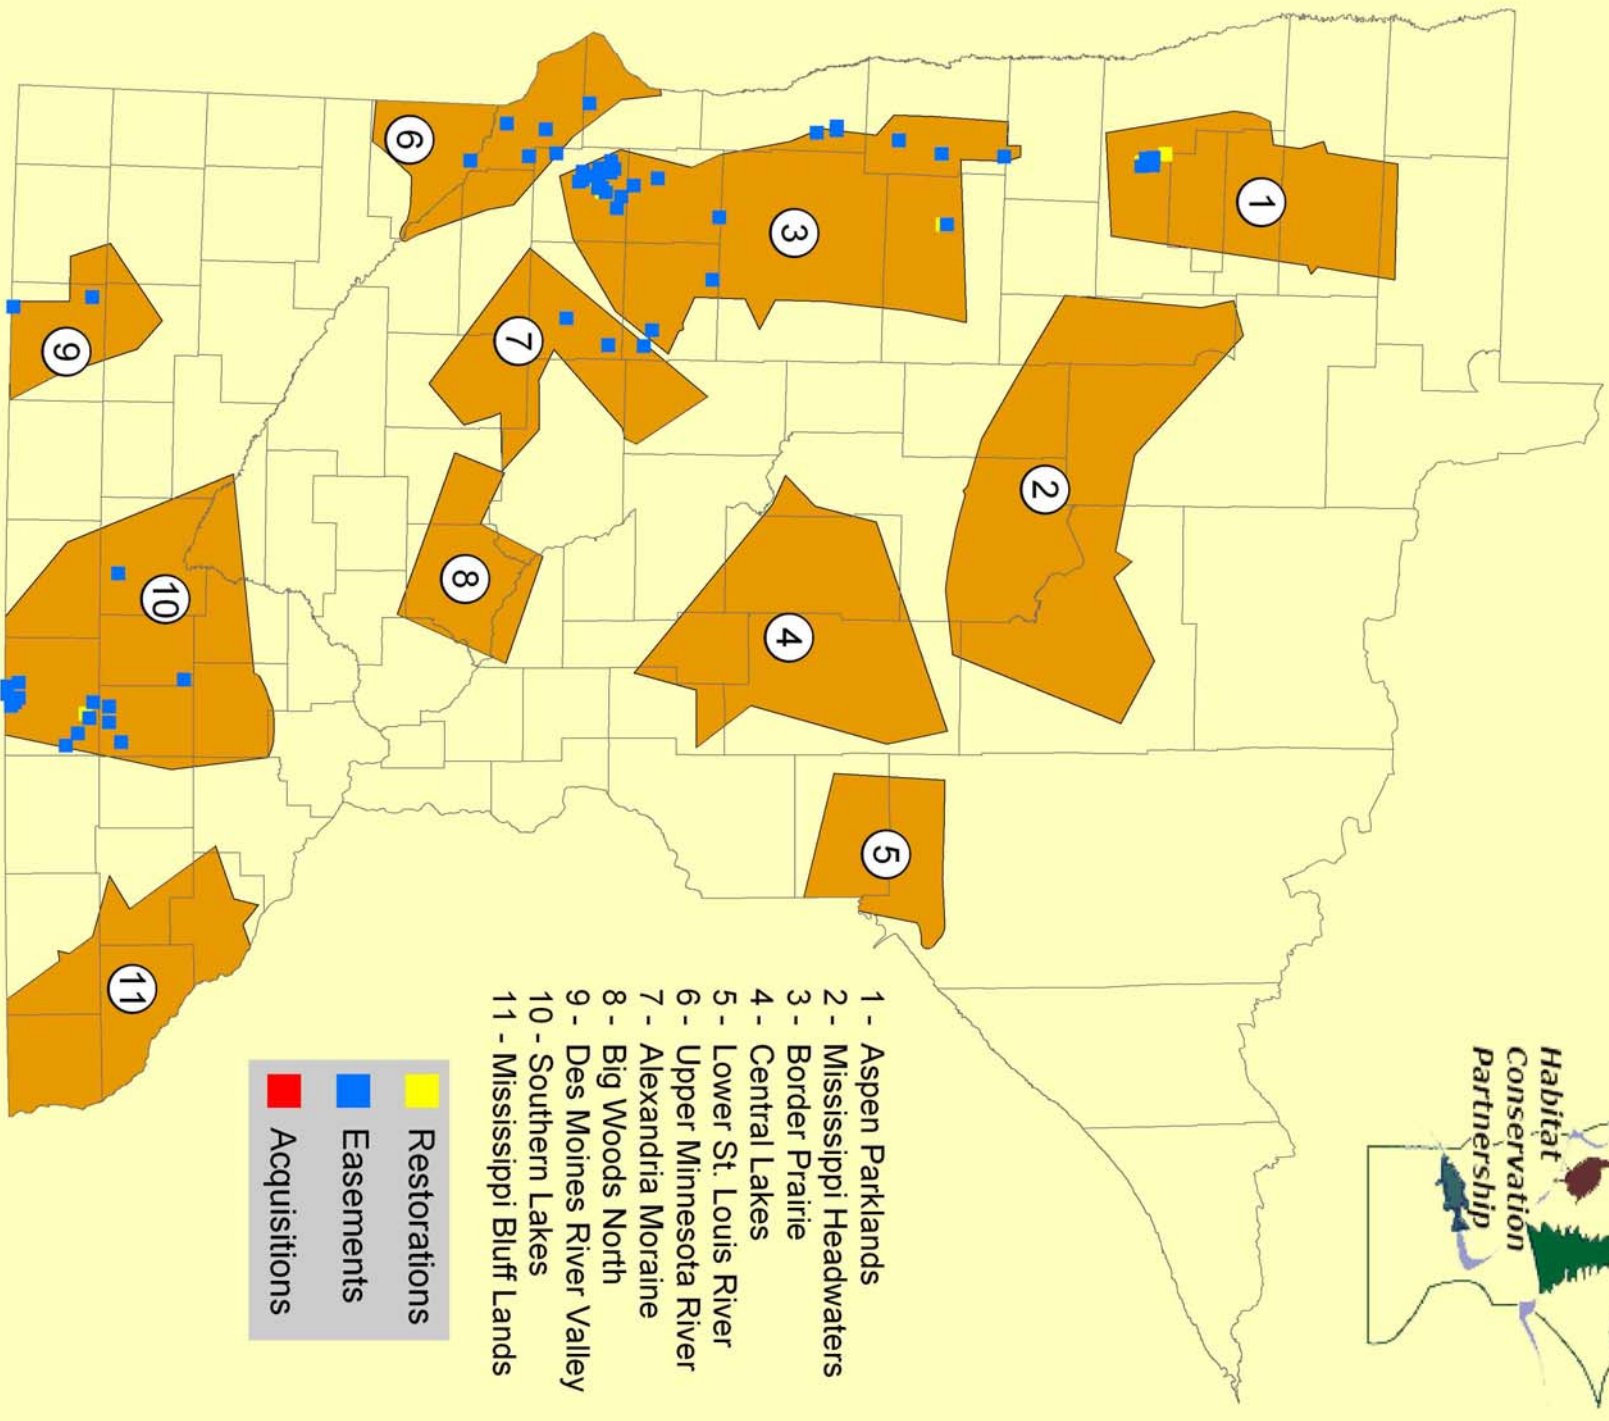 Habitat
Conservation
Partnership
1
2
3
4
5
6
7
8
9
10
11
1 - Aspen Parklands
2 - Mississippi Headwaters
3 - Border Prairie
4 - Central Lakes
5 - Lower St. Louis River
6 - Upper Minnesota River
7 - Alexandria Moraine
8 - Big Woods North
9 - Des Moines River Valley
10 - Southern Lakes
11 - Mississippi Bluff Lands
Restorations
Easements
Acquisitions